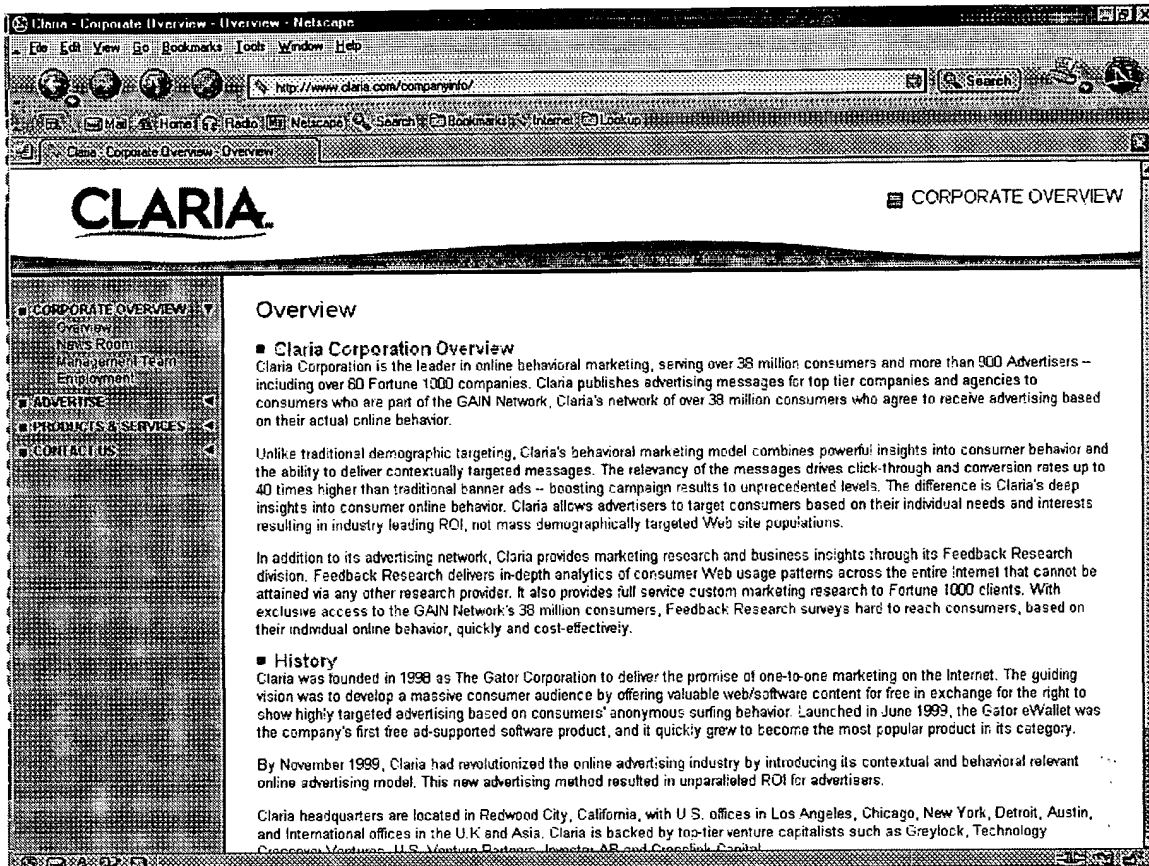 Claria - Corporate Overview - Overview - Netscape
File Edit View Go Bookmarks Tools Window Help
http://www.claria.com/companyinfo/ Search
Mail Home Radio Netscape Search Bookmarks Internet Lookup
Claria - Corporate Overview - Overview
CLARIA
CORPORATE OVERVIEW
CORPORATE OVERVIEW
Overview
News Room
Management Team
Employment
ADVERTISE
PRODUCTS & SERVICES
CONTACT US
Overview
Claria Corporation Overview
Claria Corporation is the leader in online behavioral marketing, serving over 38 million consumers and more than 900 Advertisers --
including over 60 Fortune 1000 companies. Claria publishes advertising messages for top tier companies and agencies to
consumers who are part of the GAIN Network, Claria's network of over 38 million consumers who agree to receive advertising based
on their actual online behavior.
Unlike traditional demographic targeting, Claria's behavioral marketing model combines powerful insights into consumer behavior and
the ability to deliver contextually targeted messages. The relevancy of the messages drives click-through and conversion rates up to
40 times higher than traditional banner ads -- boosting campaign results to unprecedented levels. The difference is Claria's deep
insights into consumer online behavior. Claria allows advertisers to target consumers based on their individual needs and interests
resulting in industry leading ROI, not mass demographically targeted Web site populations.
In addition to its advertising network, Claria provides marketing research and business insights through its Feedback Research
division. Feedback Research delivers in-depth analytics of consumer Web usage patterns across the entire Internet that cannot be
attained via any other research provider. It also provides full service custom marketing research to Fortune 1000 clients. With
exclusive access to the GAIN Network's 38 million consumers, Feedback Research surveys hard to reach consumers, based on
their individual online behavior, quickly and cost-effectively.
History
Claria was founded in 1998 as The Gator Corporation to deliver the promise of one-to-one marketing on the Internet. The guiding
vision was to develop a massive consumer audience by offering valuable web/software content for free in exchange for the right to
show highly targeted advertising based on consumers' anonymous surfing behavior. Launched in June 1999, the Gator eWallet was
the company's first free ad-supported software product, and it quickly grew to become the most popular product in its category.
By November 1999, Claria had revolutionized the online advertising industry by introducing its contextual and behavioral relevant
online advertising model. This new advertising method resulted in unparalleled ROI for advertisers.
Claria headquarters are located in Redwood City, California, with U.S. offices in Los Angeles, Chicago, New York, Detroit, Austin,
and International offices in the U.K and Asia. Claria is backed by top-tier venture capitalists such as Greylock, Technology
Crossover Ventures, U.S. Venture Partners, Investor AB and Crosslink Capital.